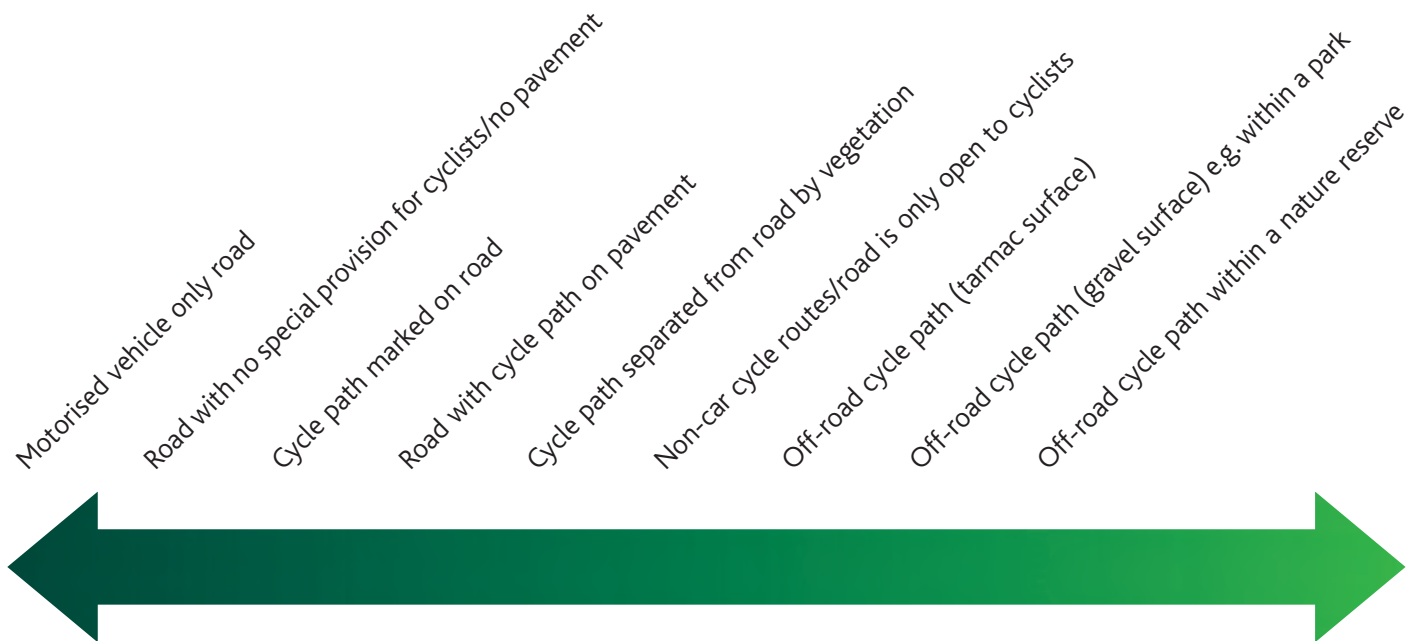 Motorised vehicle only road
Road with no special provision for cyclists/no pavement
Cycle path marked on road
Road with cycle path on pavement
Cycle path separated from road by vegetation
Non-car cycle routes/road is only open to cyclists
Off-road cycle path (tarmac surface)
Off-road cycle path (gravel surface) e.g. within a park
Off-road cycle path within a nature reserve